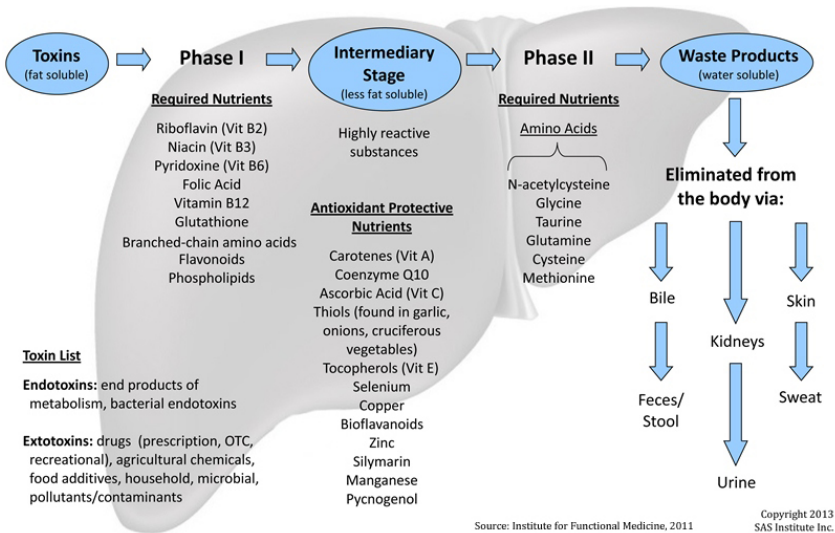 Toxins
(fat soluble)
Phase I
Intermediary
Stage
(less fat soluble)
Phase II
Waste Products
(water soluble)
Required Nutrients
Riboflavin (Vit B2)
Niacin (Vit B3)
Pyridoxine (Vit B6)
Folic Acid
Vitamin B12
Glutathione
Branched-chain amino acids
Flavonoids
Phospholipids
Highly reactive
substances
Antioxidant Protective
Nutrients
Carotenes (Vit A)
Coenzyme Q10
Ascorbic Acid (Vit C)
Thiols (found in garlic,
onions, cruciferous
vegetables)
Tocopherols (Vit E)
Selenium
Copper
Bioflavanoids
Zinc
Silymarin
Manganese
Pycnogenol
Required Nutrients
Amino Acids
N-acetylcysteine
Glycine
Taurine
Glutamine
Cysteine
Methionine
Eliminated from
the body via:
Bile
Feces/
Stool
Kidneys
Urine
Skin
Sweat
Toxin List
Endotoxins: end products of
metabolism, bacterial endotoxins
Extotoxins: drugs (prescription, OTC,
recreational), agricultural chemicals,
food additives, household, microbial,
pollutants/contaminants
Source: Institute for Functional Medicine, 2011
Copyright 2013
SAS Institute Inc.